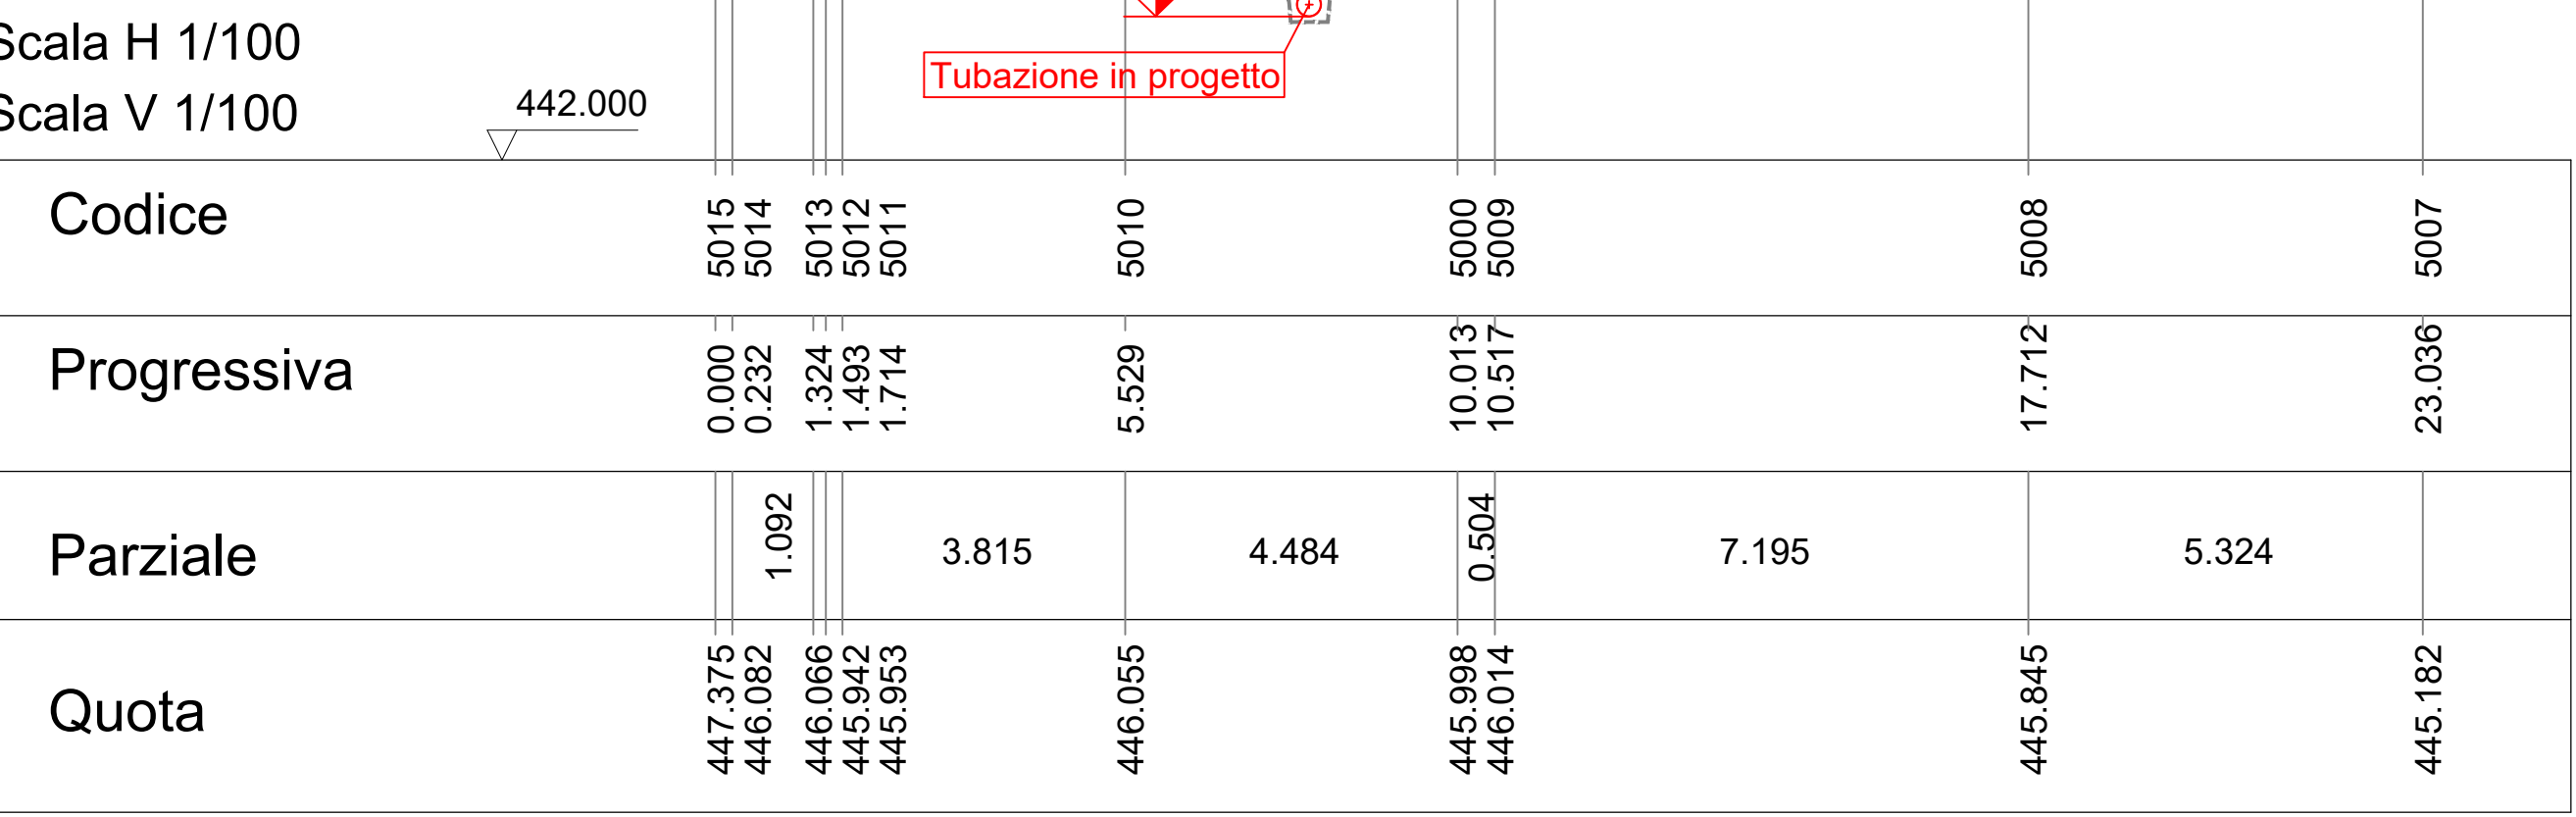 Scala H 1/100
Scala V 1/100
442.000
Tubazione in progetto
Codice 5015 5014 5013 5012 5011 5010 5000 5009 5008 5007
Progressiva 0.000 0.232 1.324 1.493 1.714 5.529 10.013 10.517 17.712 23.036
Parziale 1.092 3.815 4.484 0.504 7.195 5.324
Quota 447.375 446.082 446.066 445.942 445.953 446.055 445.998 446.014 445.845 445.182